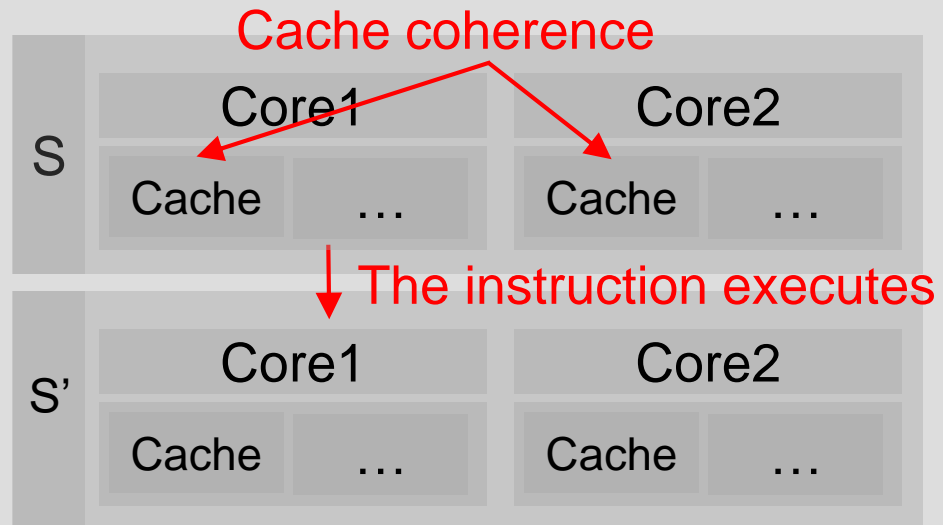 Cache coherence
Core1
Core2
S
Cache
…
Cache
…
The instruction executes
Core1
Core2
S’
Cache
…
Cache
…